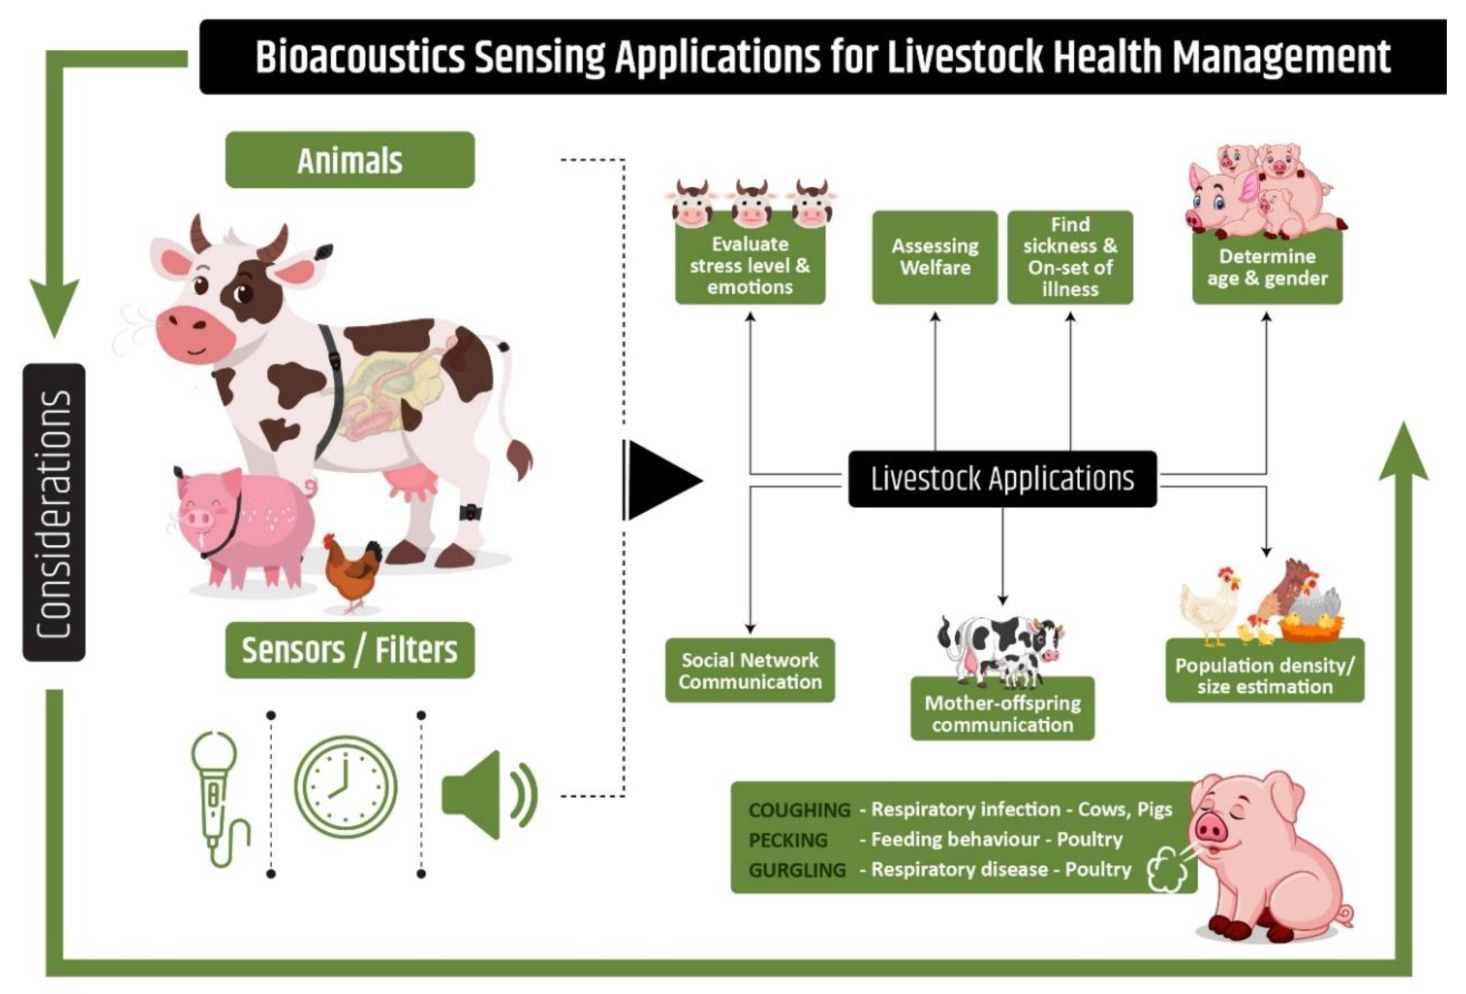 Bioacoustics Sensing Applications for Livestock Health Management
Considerations
Animals
Sensors / Filters
Evaluate
stress level &
emotions
Assessing
Welfare
Find
sickness &
On-set of
illness
Determine
age & gender
Livestock Applications
Social Network
Communication
Mother-offspring
communication
Population density/
size estimation
COUGHING - Respiratory infection - Cows, Pigs
PECKING - Feeding behaviour - Poultry
GURGLING - Respiratory disease - Poultry